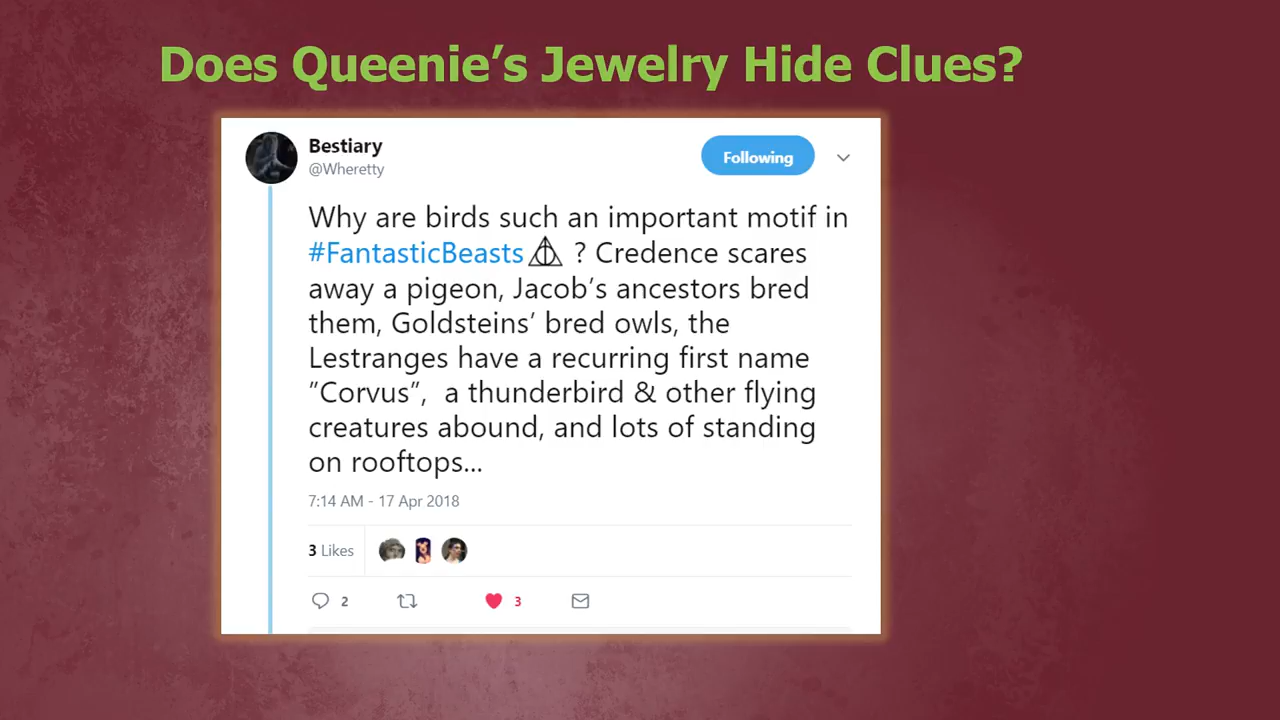 Does Queenie’s Jewelry Hide Clues?
Bestiary
@Wheretty
Following
Why are birds such an important motif in
#FantasticBeasts ? Credence scares
away a pigeon, Jacob’s ancestors bred
them, Goldsteins’ bred owls, the
Lestranges have a recurring first name
”Corvus”, a thunderbird & other flying
creatures abound, and lots of standing
on rooftops...
7:14 AM - 17 Apr 2018
3 Likes
2 3